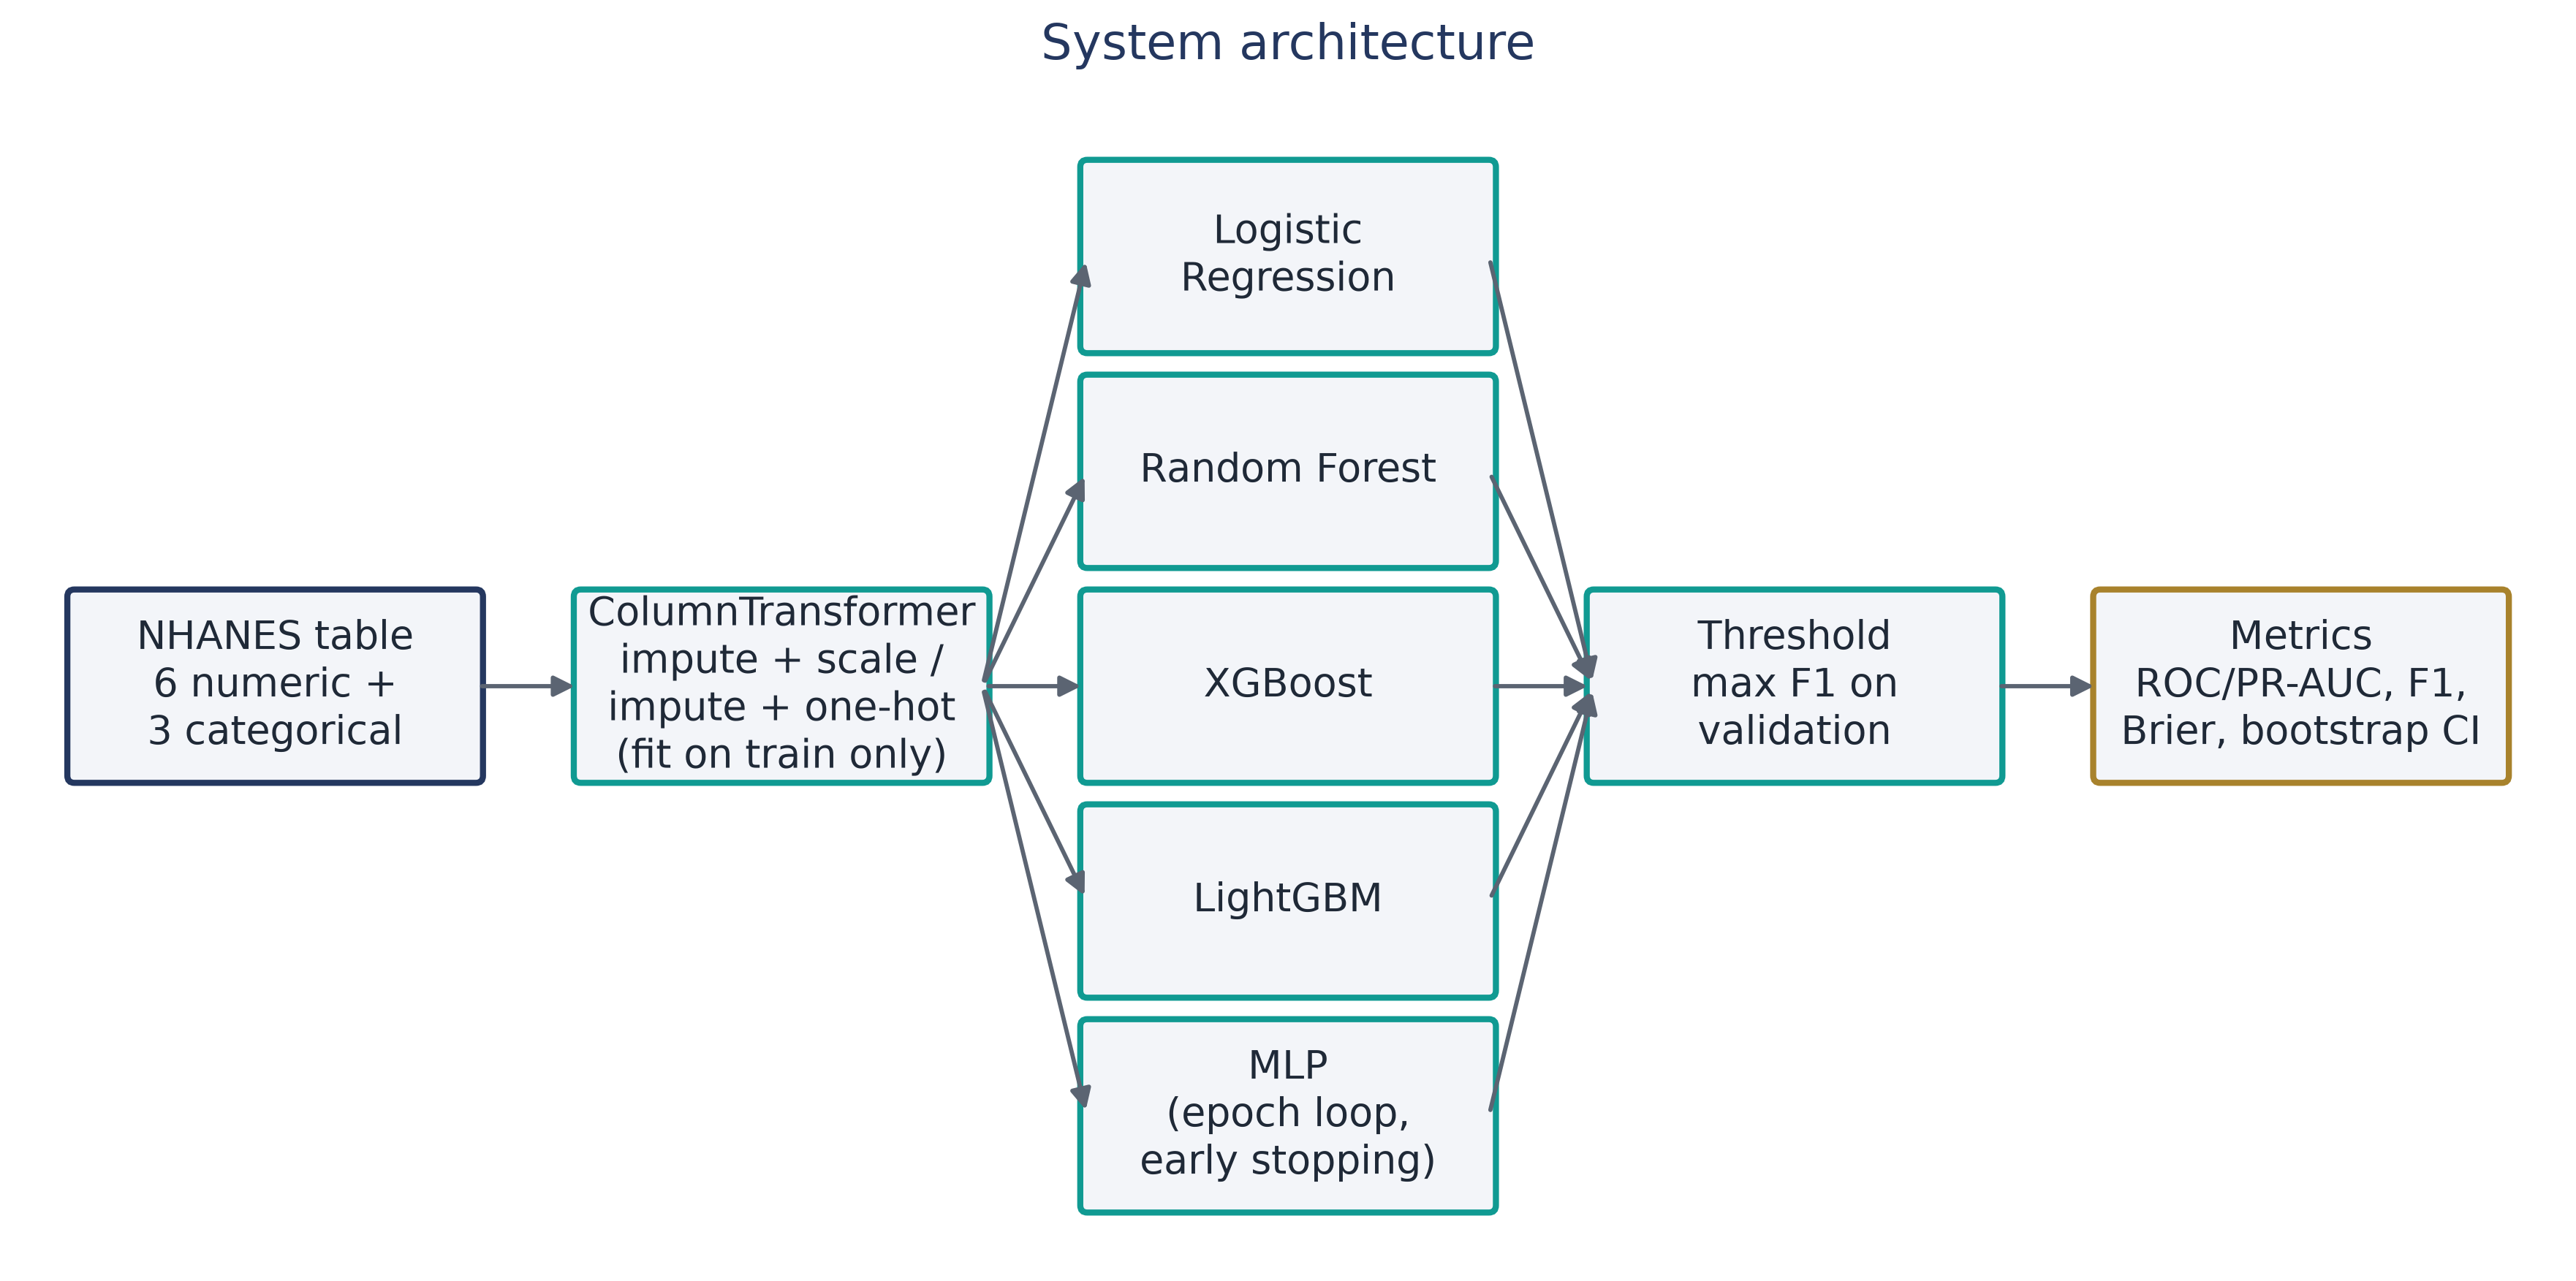 System architecture
NHANES table
6 numeric +
3 categorical
ColumnTransformer
impute + scale /
impute + one-hot
(fit on train only)
Logistic
Regression
Random Forest
XGBoost
LightGBM
MLP
(epoch loop,
early stopping)
Threshold
max F1 on
validation
Metrics
ROC/PR-AUC, F1,
Brier, bootstrap CI